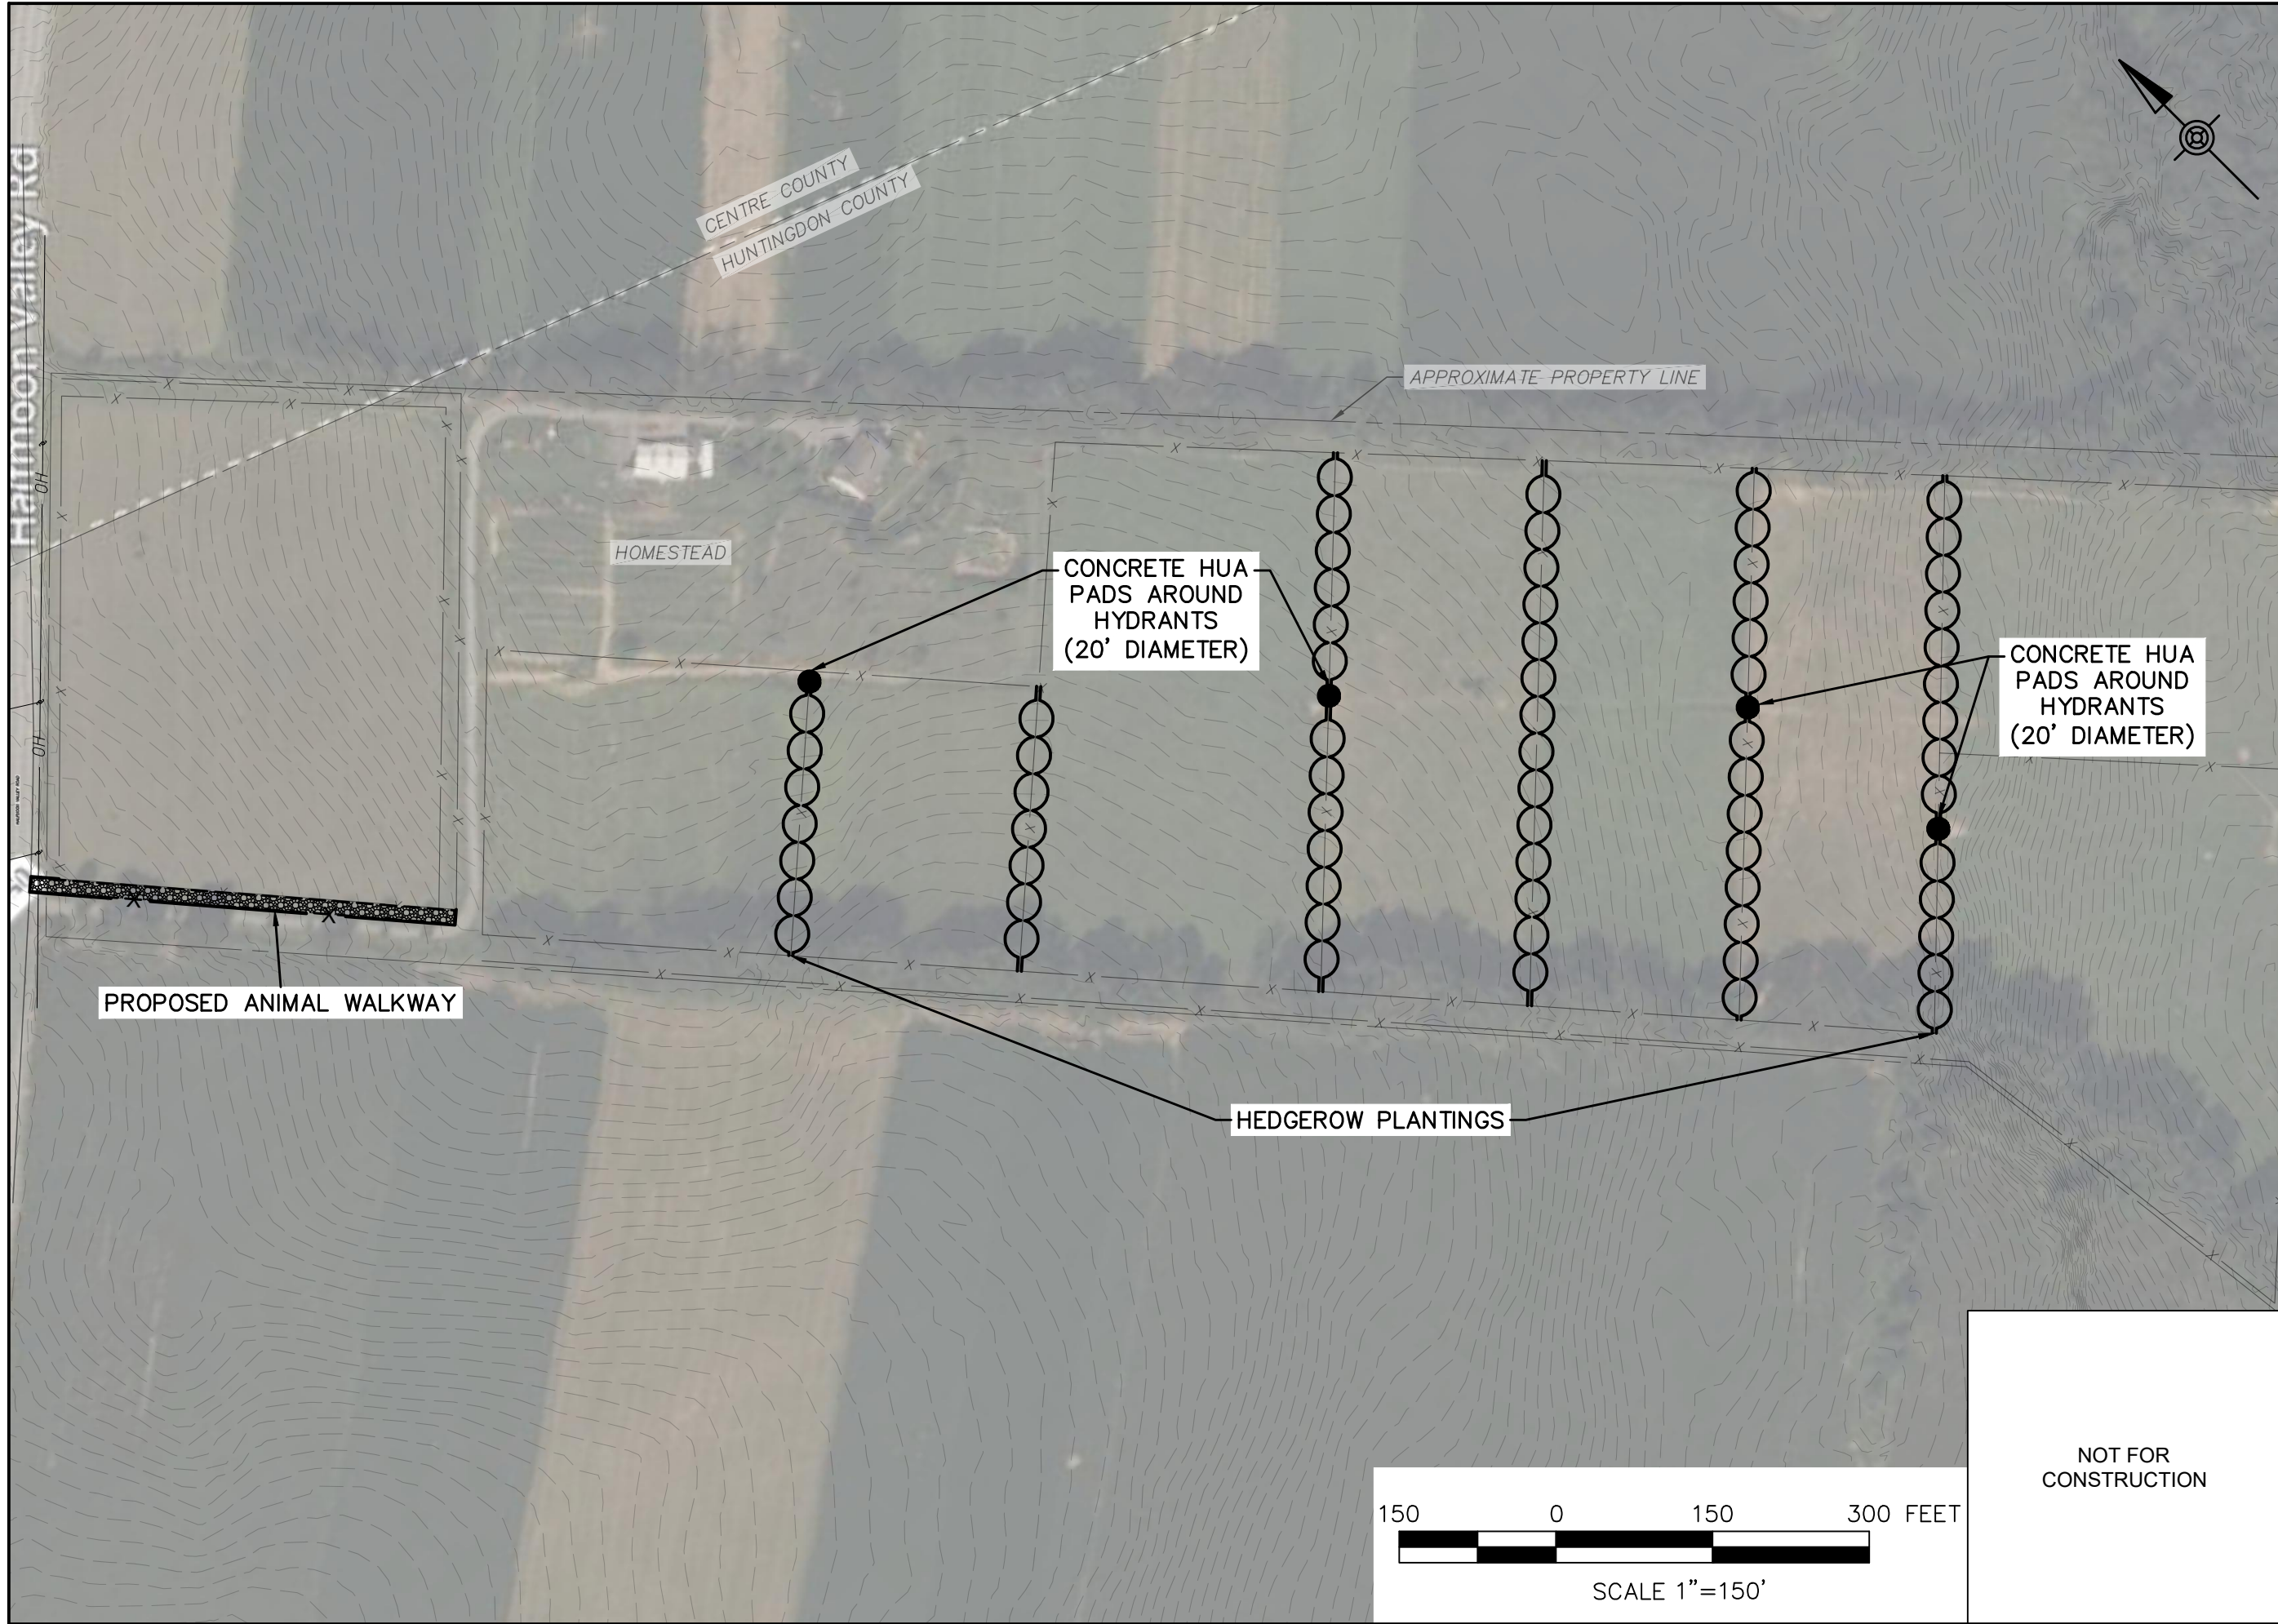 Harmoon Valley Rd
CENTRE COUNTY
HUNTINGDON COUNTY
APPROXIMATE PROPERTY LINE
OH
HOMESTEAD
CONCRETE HUA
PADS AROUND
HYDRANTS
(20' DIAMETER)
CONCRETE HUA
PADS AROUND
HYDRANTS
(20' DIAMETER)
OH
PROPOSED ANIMAL WALKWAY
HEDGEROW PLANTINGS
NOT FOR
CONSTRUCTION
150 0 150 300 FEET
SCALE 1"=150'